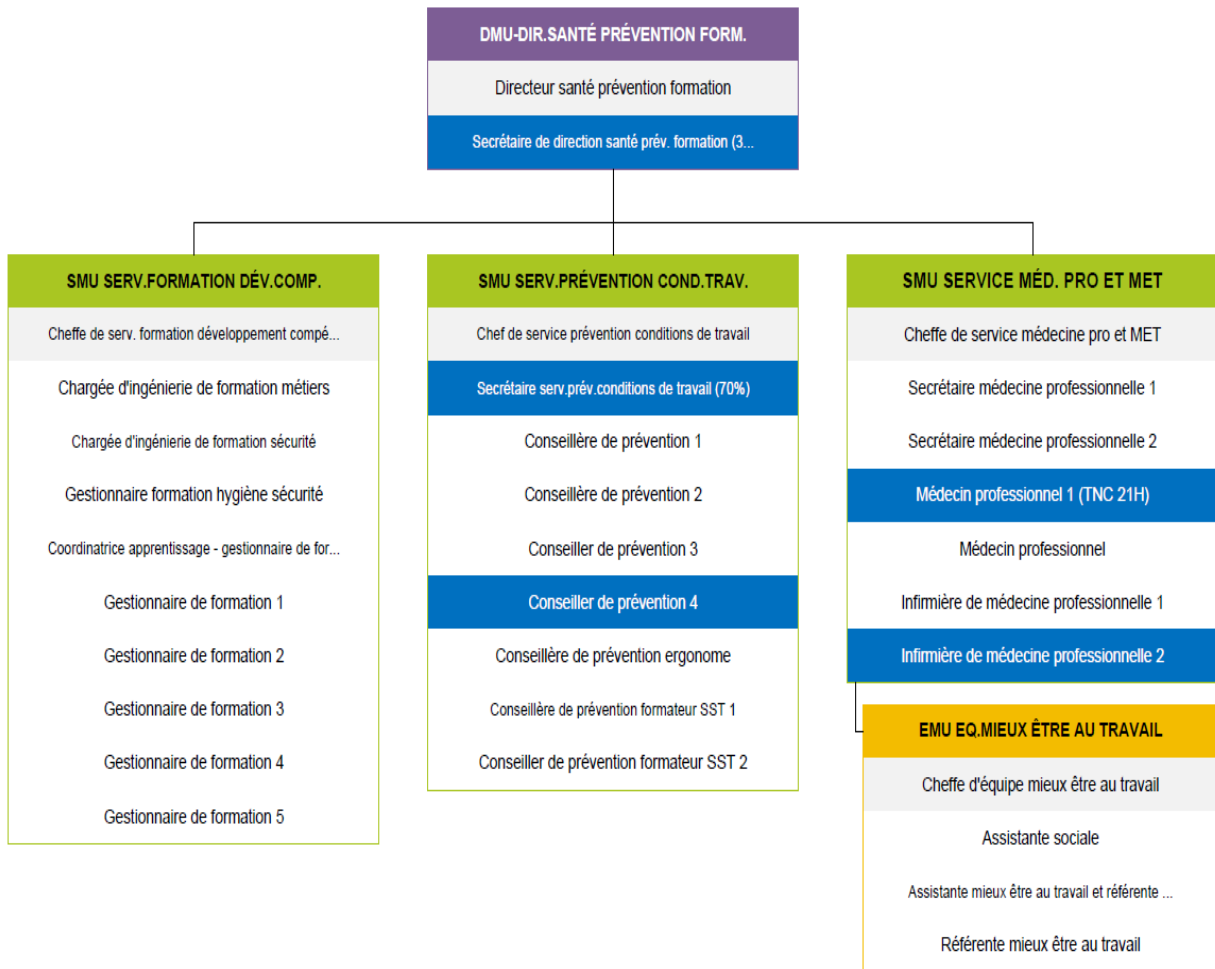 DMU-DIR.SANTÉ PRÉVENTION FORM.
Directeur santé prévention formation
Secrétaire de direction santé prév. formation (3...
SMU SERV.FORMATION DÉV.COMP.
Cheffe de serv. formation développement compé...
Chargée d'ingénierie de formation métiers
Chargée d'ingénierie de formation sécurité
Gestionnaire formation hygiène sécurité
Coordinatrice apprentissage - gestionnaire de for...
Gestionnaire de formation 1
Gestionnaire de formation 2
Gestionnaire de formation 3
Gestionnaire de formation 4
Gestionnaire de formation 5
SMU SERV.PRÉVENTION COND.TRAV.
Chef de service prévention conditions de travail
Secrétaire serv.prév.conditions de travail (70%)
Conseillère de prévention 1
Conseillère de prévention 2
Conseiller de prévention 3
Conseiller de prévention 4
Conseillère de prévention ergonome
Conseillère de prévention formateur SST 1
Conseiller de prévention formateur SST 2
SMU SERVICE MÉD. PRO ET MET
Cheffe de service médecine pro et MET
Secrétaire médecine professionnelle 1
Secrétaire médecine professionnelle 2
Médecin professionnel 1 (TNC 21H)
Médecin professionnel
Infirmière de médecine professionnelle 1
Infirmière de médecine professionnelle 2
EMU EQ.MIEUX ÊTRE AU TRAVAIL
Cheffe d'équipe mieux être au travail
Assistante sociale
Assistante mieux être au travail et référente ...
Référente mieux être au travail